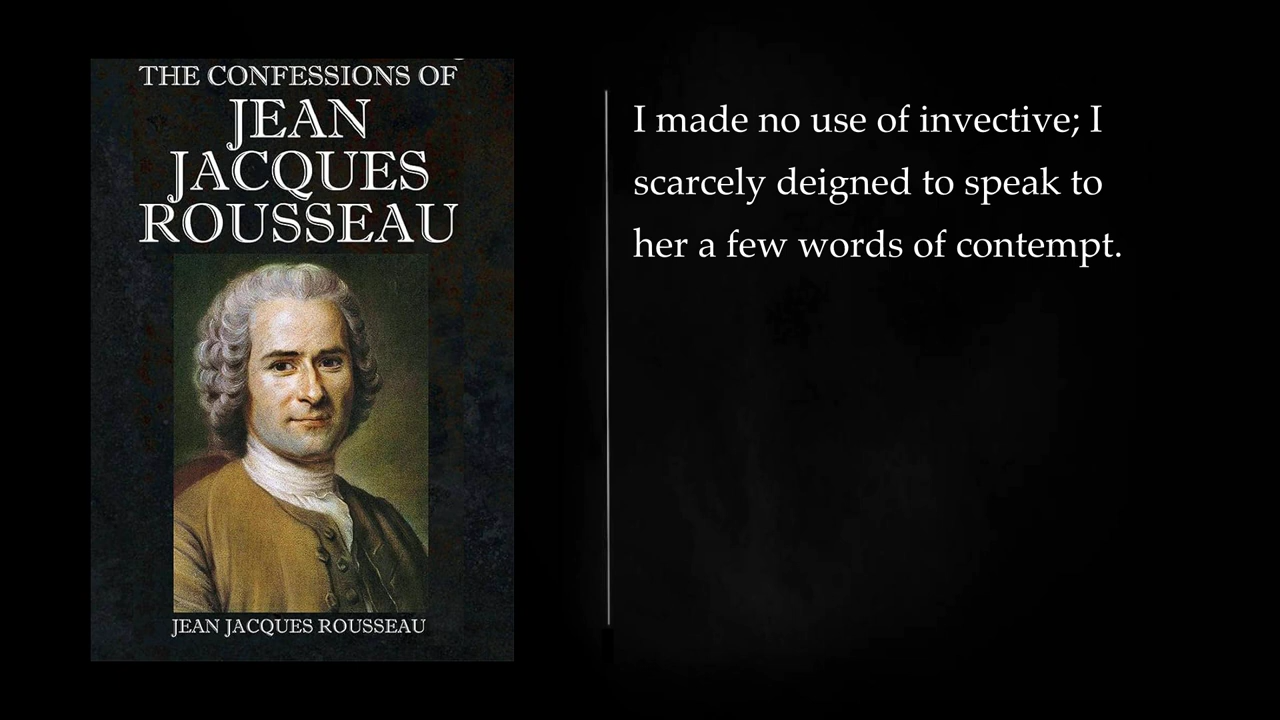 THE CONFESSIONS OF
JEAN
JACQUES
ROUSSEAU
JEAN JACQUES ROUSSEAU
I made no use of invective; I
scarcely deigned to speak to
her a few words of contempt.